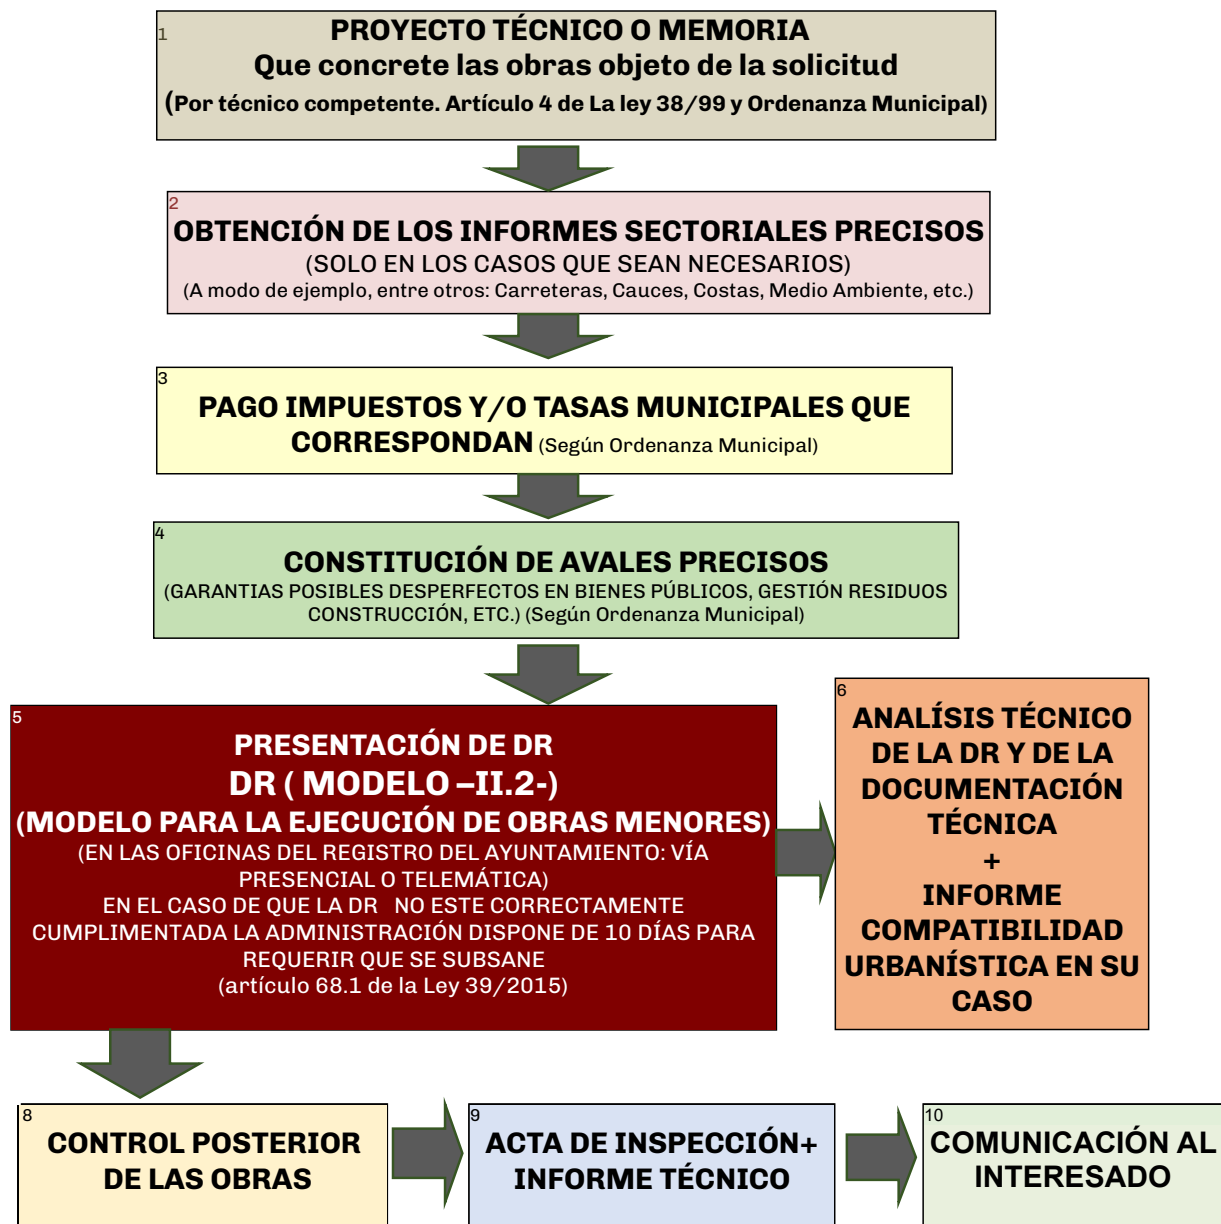 1
PROYECTO TÉCNICO O MEMORIA
Que concrete las obras objeto de la solicitud
(Por técnico competente. Artículo 4 de La ley 38/99 y Ordenanza Municipal)
2
OBTENCIÓN DE LOS INFORMES SECTORIALES PRECISOS
(SOLO EN LOS CASOS QUE SEAN NECESARIOS)
(A modo de ejemplo, entre otros: Carreteras, Cauces, Costas, Medio Ambiente, etc.)
3
PAGO IMPUESTOS Y/O TASAS MUNICIPALES QUE
CORRESPONDAN (Según Ordenanza Municipal)
4
CONSTITUCIÓN DE AVALES PRECISOS
(GARANTIAS POSIBLES DESPERFECTOS EN BIENES PÚBLICOS, GESTIÓN RESIDUOS
CONSTRUCCIÓN, ETC.) (Según Ordenanza Municipal)
5
PRESENTACIÓN DE DR
DR ( MODELO –II.2-)
(MODELO PARA LA EJECUCIÓN DE OBRAS MENORES)
(EN LAS OFICINAS DEL REGISTRO DEL AYUNTAMIENTO: VÍA
PRESENCIAL O TELEMÁTICA)
EN EL CASO DE QUE LA DR NO ESTE CORRECTAMENTE
CUMPLIMENTADA LA ADMINISTRACIÓN DISPONE DE 10 DÍAS PARA
REQUERIR QUE SE SUBSANE
(artículo 68.1 de la Ley 39/2015)
6
ANALÍSIS TÉCNICO
DE LA DR Y DE LA
DOCUMENTACIÓN
TÉCNICA
+
INFORME
COMPATIBILIDAD
URBANÍSTICA EN SU
CASO
8
CONTROL POSTERIOR
DE LAS OBRAS
9
ACTA DE INSPECCIÓN+
INFORME TÉCNICO
10
COMUNICACIÓN AL
INTERESADO